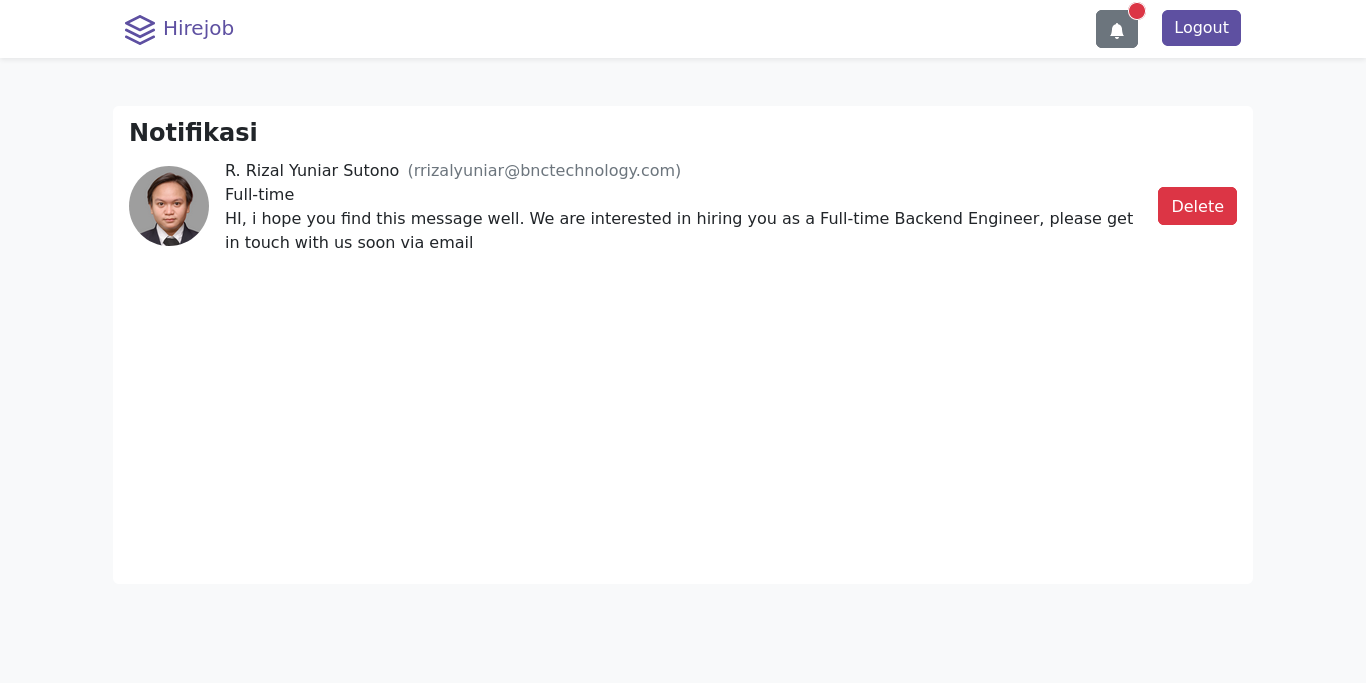 Hirejob
Logout
Notifikasi
R. Rizal Yuniar Sutono (rrizalyuniar@bnctechnology.com)
Full-time
HI, i hope you find this message well. We are interested in hiring you as a Full-time Backend Engineer, please get
in touch with us soon via email
Delete